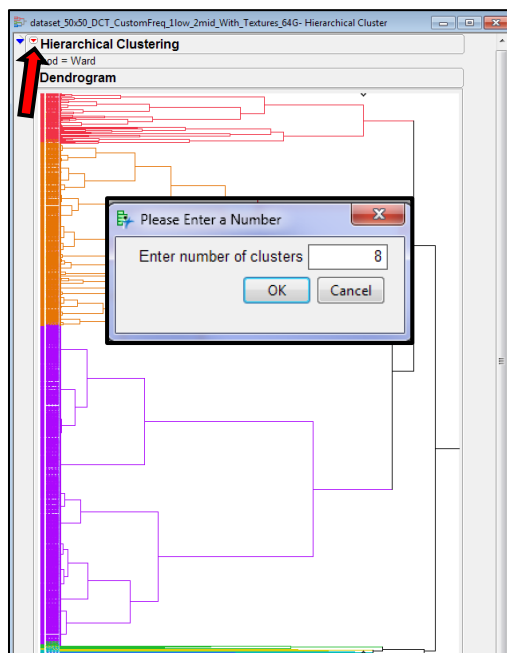 dataset_50x50_DCT_CustomFreq_1low_2mid_With_Textures_64G- Hierarchical Cluster
Hierarchical Clustering
od = Ward
Dendrogram
Please Enter a Number
Enter number of clusters 8
OK Cancel